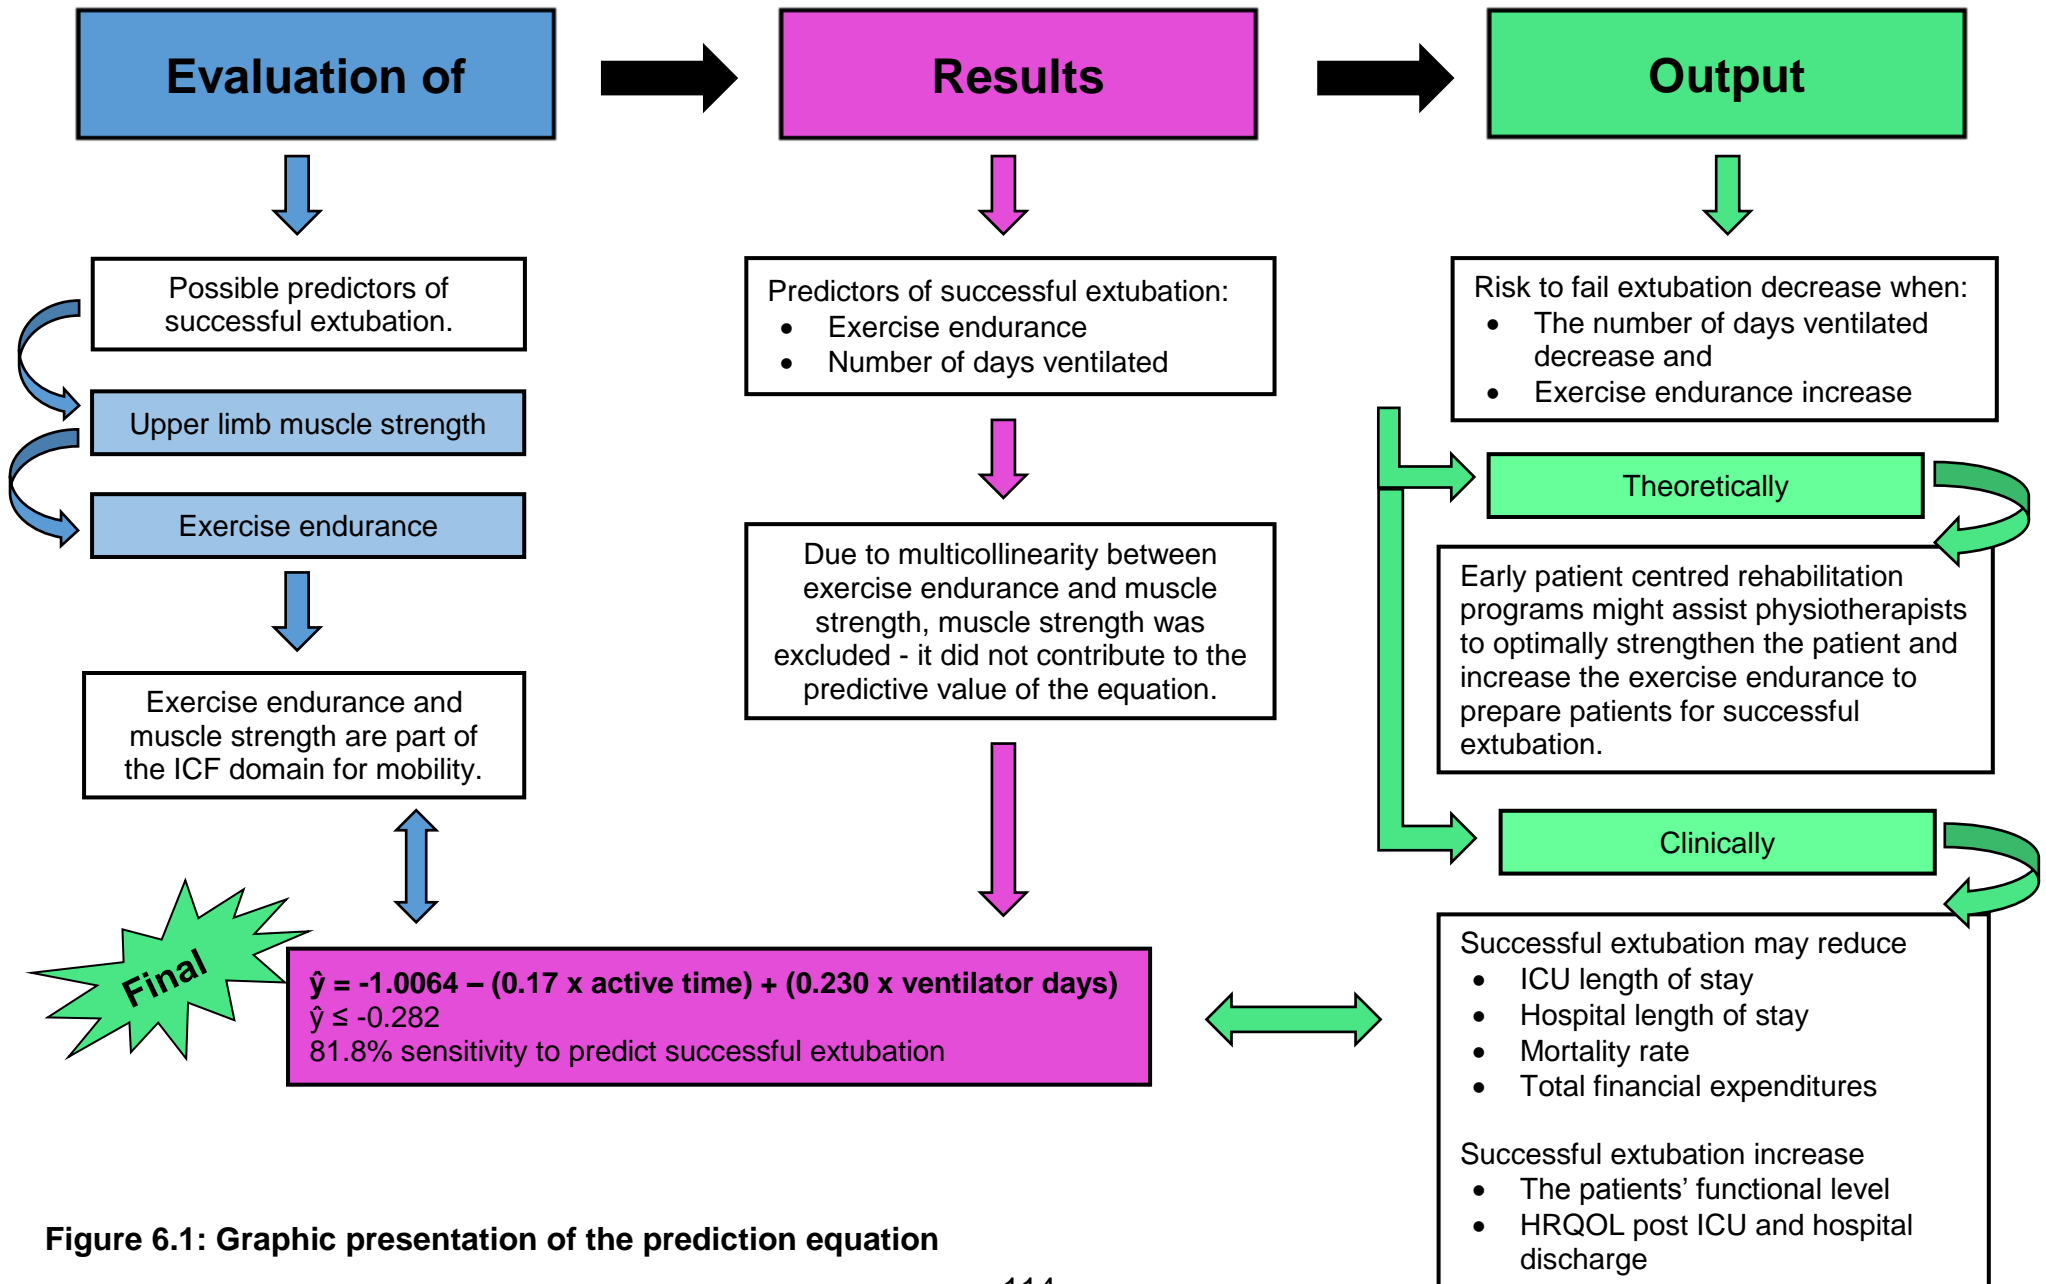 Evaluation of
Results
Output
Possible predictors of
successful extubation.
Upper limb muscle strength
Exercise endurance
Exercise endurance and
muscle strength are part of
the ICF domain for mobility.
Predictors of successful extubation:
• Exercise endurance
• Number of days ventilated
Due to multicollinearity between
exercise endurance and muscle
strength, muscle strength was
excluded - it did not contribute to the
predictive value of the equation.
Final
ŷ = -1.0064 – (0.17 x active time) + (0.230 x ventilator days)
ŷ ≤ -0.282
81.8% sensitivity to predict successful extubation
Risk to fail extubation decrease when:
• The number of days ventilated
decrease and
• Exercise endurance increase
Theoretically
Early patient centred rehabilitation
programs might assist physiotherapists
to optimally strengthen the patient and
increase the exercise endurance to
prepare patients for successful
extubation.
Clinically
Successful extubation may reduce
• ICU length of stay
• Hospital length of stay
• Mortality rate
• Total financial expenditures
Successful extubation increase
• The patients’ functional level
• HRQOL post ICU and hospital
discharge
Figure 6.1: Graphic presentation of the prediction equation
114